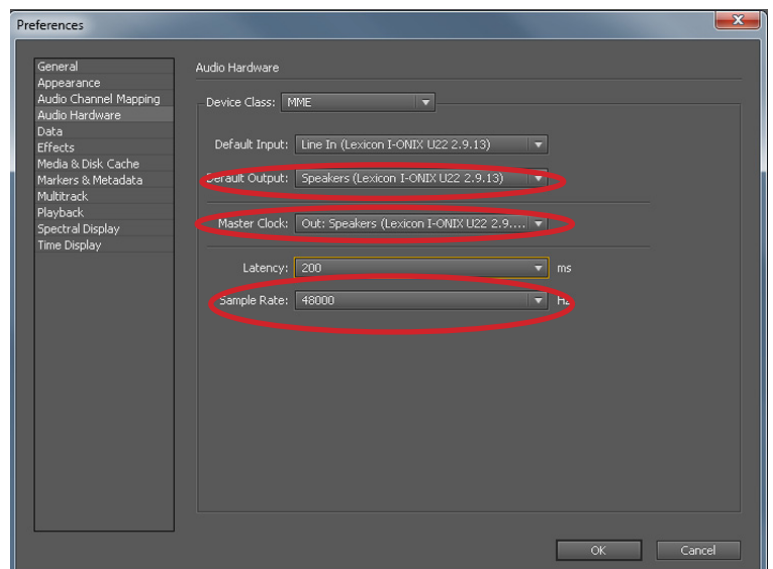 Preferences
General
Appearance
Audio Channel Mapping
Audio Hardware
Data
Effects
Media & Disk Cache
Markers & Metadata
Multitrack
Playback
Spectral Display
Time Display
Audio Hardware
Device Class: MME
Default Input: Line In (Lexicon I-ONIX U22 2.9.13)
Default Output: Speakers (Lexicon I-ONIX U22 2.9.13)
Master Clock: Out: Speakers (Lexicon I-ONIX U22 2.9....
Latency: 200 ms
Sample Rate: 48000 Hz
OK Cancel